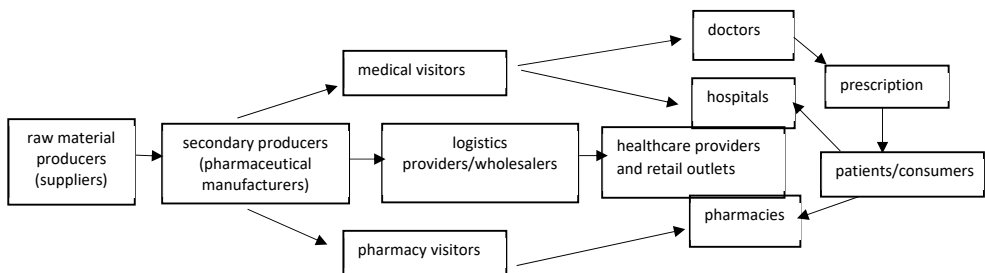 doctors
medical visitors
prescription
hospitals
raw material
producers
(suppliers)
secondary producers
(pharmaceutical
manufacturers)
logistics
providers/wholesalers
healthcare providers
and retail outlets
patients/consumers
pharmacies
pharmacy visitors